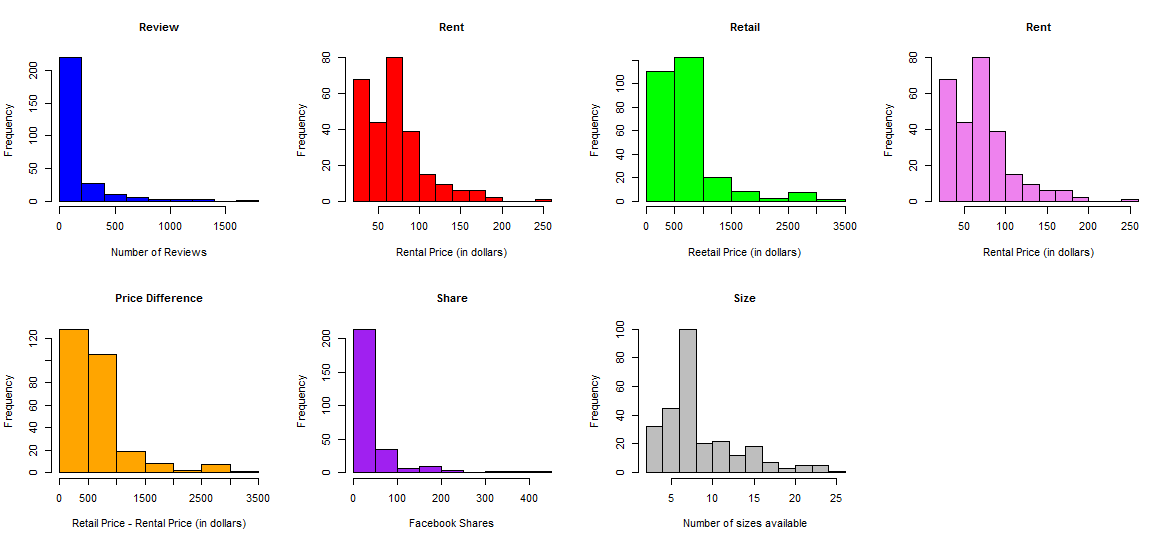 Review
Frequency
0 50 100 150 200
0 500 1000 1500
Number of Reviews
Rent
Frequency
0 20 40 60 80
50 100 150 200 250
Rental Price (in dollars)
Retail
Frequency
0 20 40 60 80 100
0 500 1500 2500 3500
Reetail Price (in dollars)
Rent
Frequency
0 20 40 60 80
50 100 150 200 250
Rental Price (in dollars)
Price Difference
Frequency
0 20 40 60 80 120
0 500 1500 2500 3500
Retail Price - Rental Price (in dollars)
Share
Frequency
0 50 100 150 200
0 100 200 300 400
Facebook Shares
Size
Frequency
0 20 40 60 80 100
5 10 15 20 25
Number of sizes available